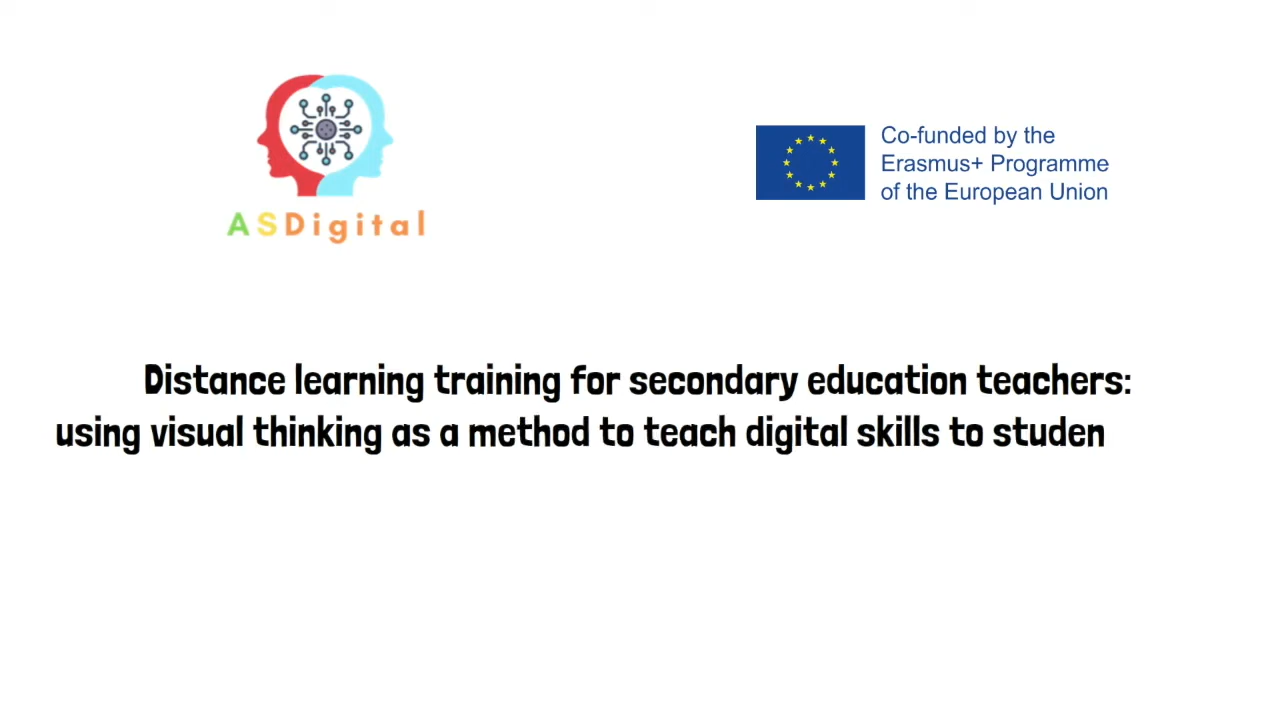 ASDigital
Co-funded by the
Erasmus+ Programme
of the European Union
Distance learning training for secondary education teachers:
using visual thinking as a method to teach digital skills to studen